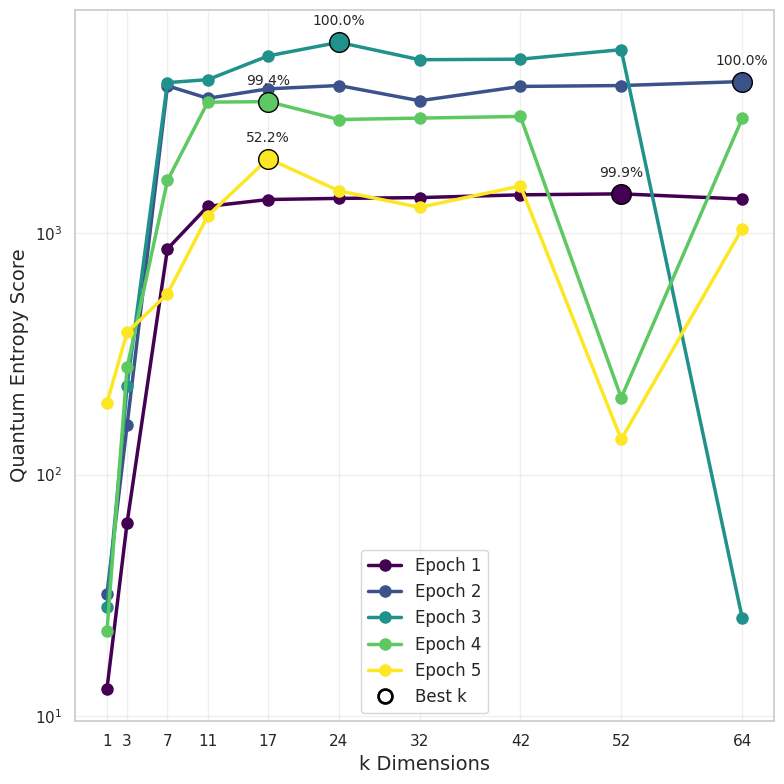 100.0%
100.0%
99.4%
52.2%
99.9%
Quantum Entropy Score
10³
10²
10¹
Epoch 1
Epoch 2
Epoch 3
Epoch 4
Epoch 5
Best k
1 3 7 11 17 24 32 42 52 64
k Dimensions